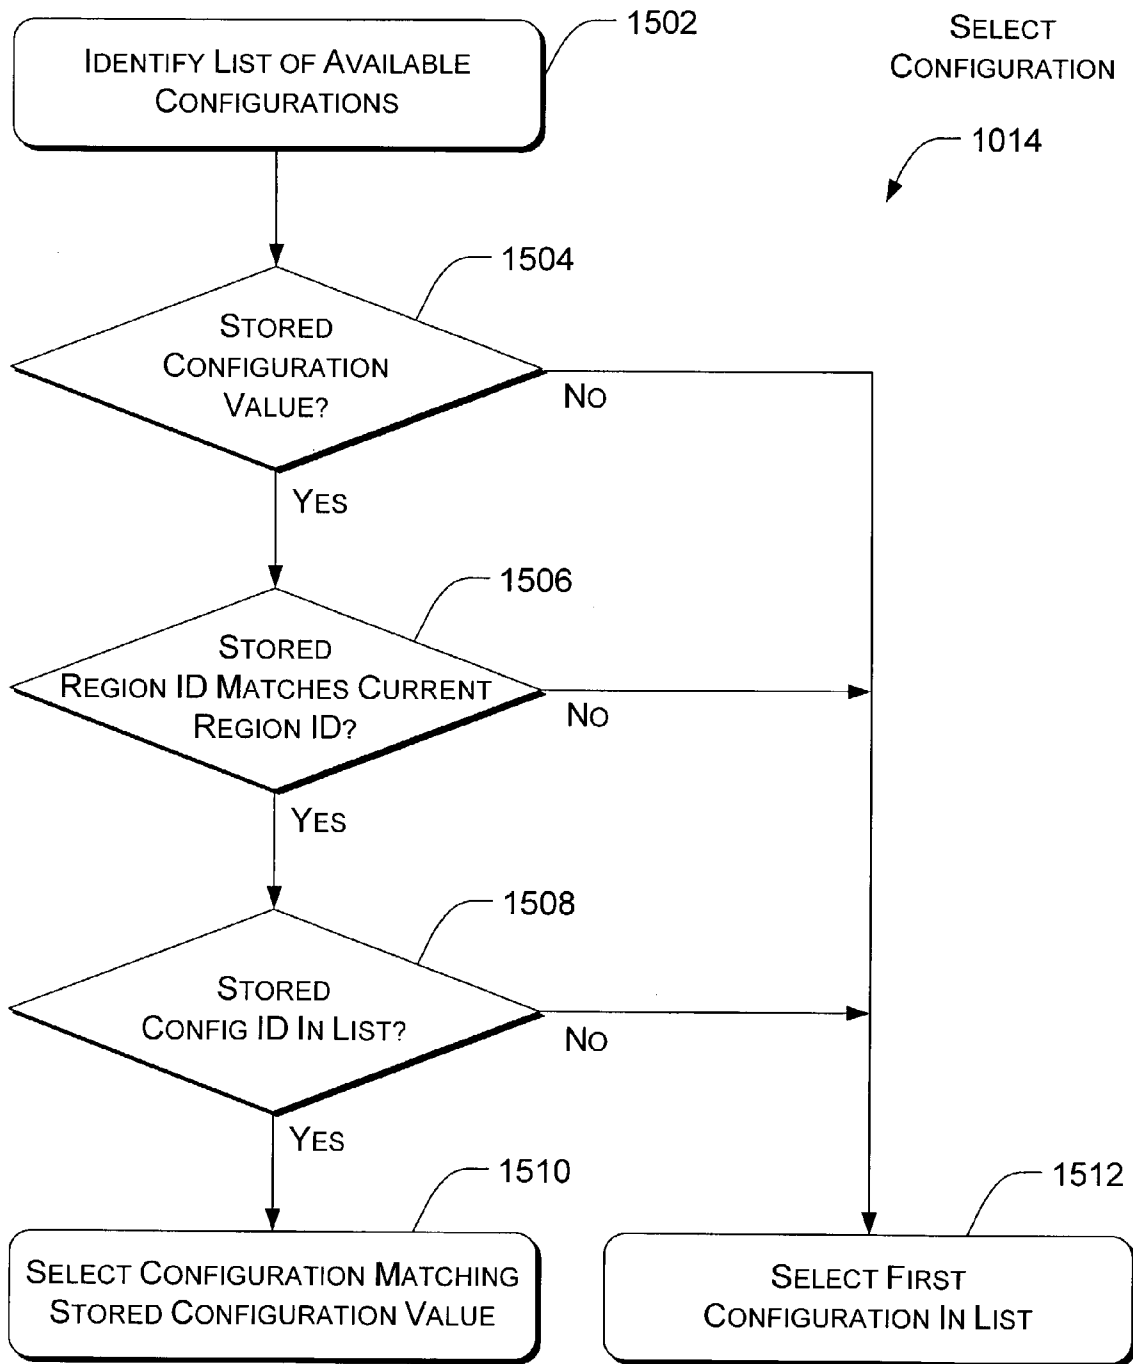 1502
IDENTIFY LIST OF AVAILABLE
CONFIGURATIONS
SELECT
CONFIGURATION
1014
1504
STORED
CONFIGURATION
VALUE?
NO
YES
1506
STORED
REGION ID MATCHES CURRENT
REGION ID?
NO
YES
1508
STORED
CONFIG ID IN LIST?
NO
YES
1510
SELECT CONFIGURATION MATCHING
STORED CONFIGURATION VALUE
1512
SELECT FIRST
CONFIGURATION IN LIST